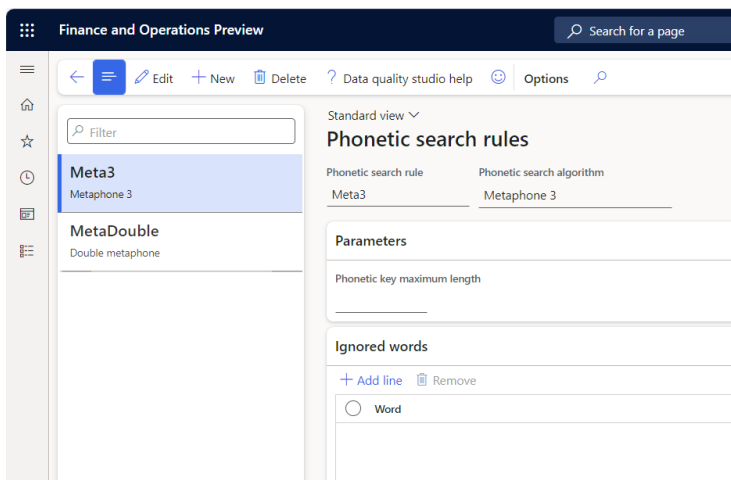 Finance and Operations Preview
Search for a page
Edit New Delete Data quality studio help Options
Filter
Meta3
Metaphone 3
MetaDouble
Double metaphone
Standard view
Phonetic search rules
Phonetic search rule Phonetic search algorithm
Meta3 Metaphone 3
Parameters
Phonetic key maximum length
Ignored words
Add line Remove
Word